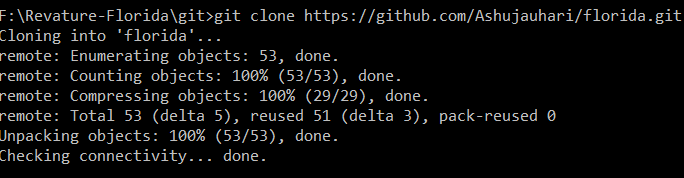 F:\Revature-Florida\git>git clone https://github.com/Ashujauhari/florida.git
Cloning into 'florida'...
remote: Enumerating objects: 53, done.
remote: Counting objects: 100% (53/53), done.
remote: Compressing objects: 100% (29/29), done.
remote: Total 53 (delta 5), reused 51 (delta 3), pack-reused 0
Unpacking objects: 100% (53/53), done.
Checking connectivity... done.